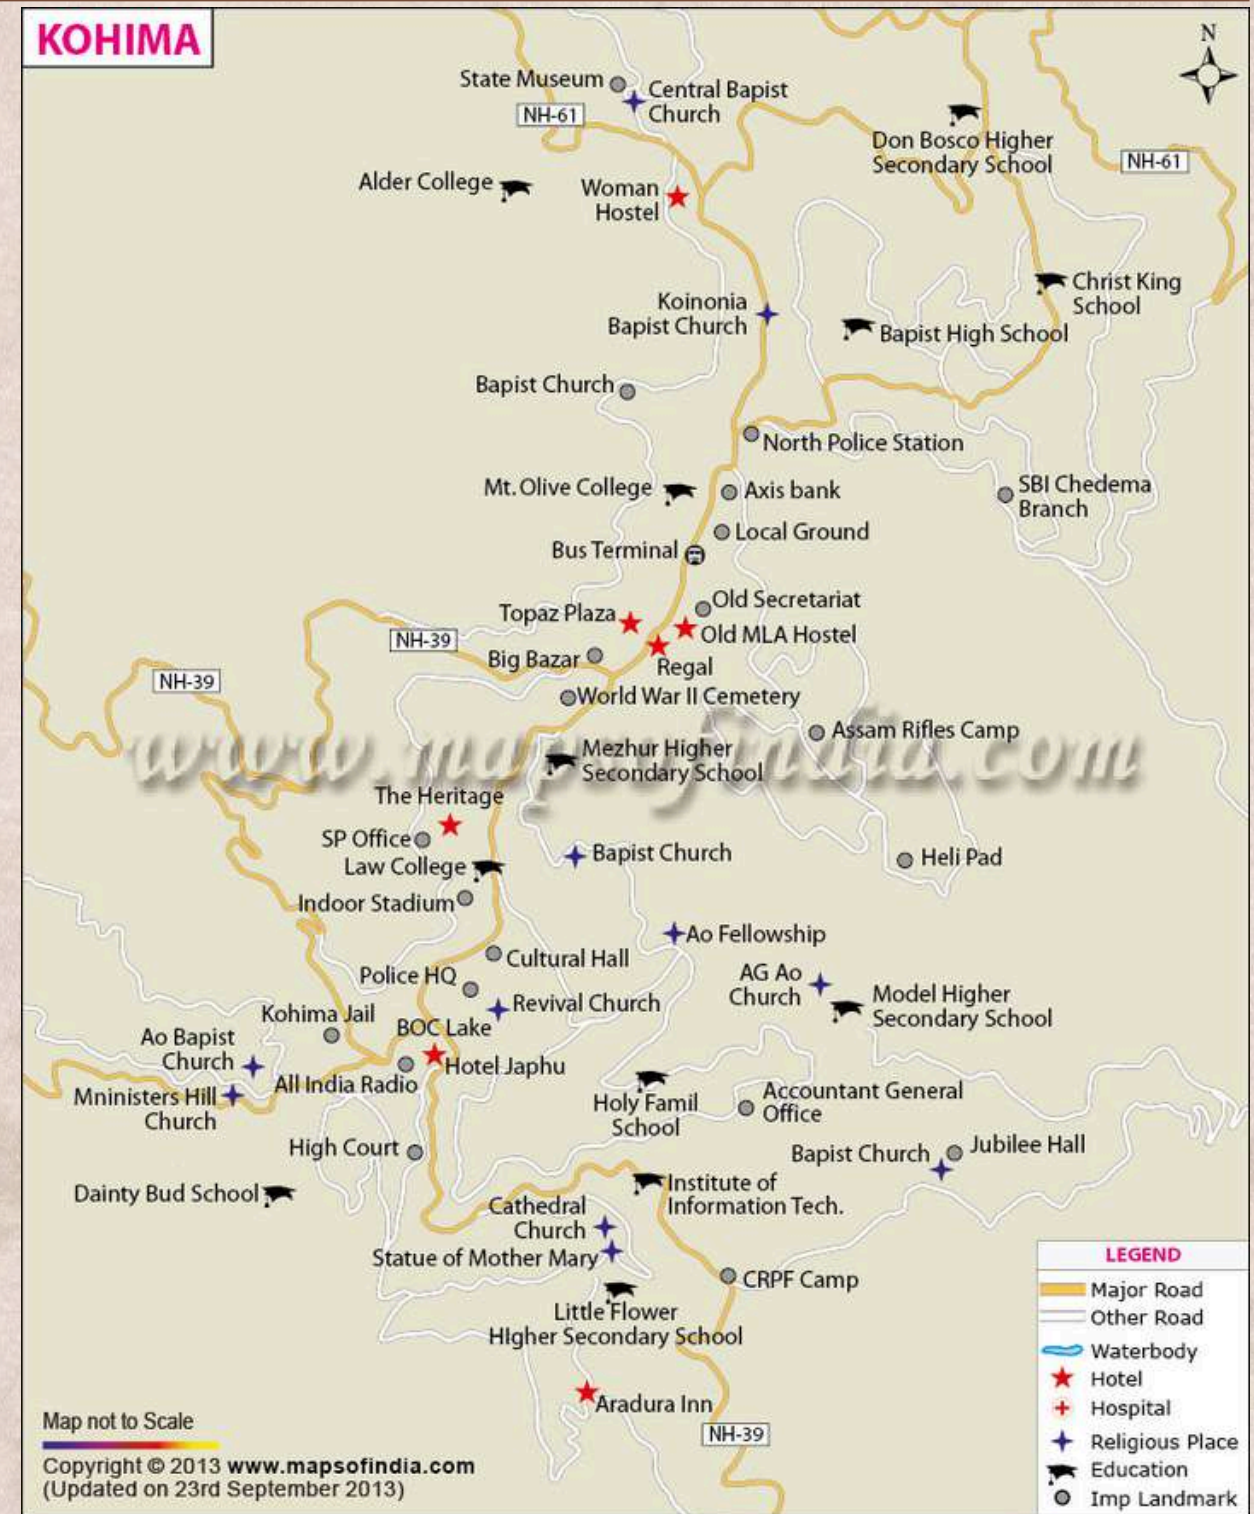 KOHIMA
N
State Museum
Central Bapist
Church
NH-61
Don Bosco Higher
Secondary School
NH-61
Alder College
Woman
Hostel
Christ King
School
Koinonia
Bapist Church
Bapist High School
Bapist Church
North Police Station
Mt. Olive College
Axis bank
SBI Chedema
Branch
Local Ground
Bus Terminal
Topaz Plaza
Old Secretariat
Old MLA Hostel
NH-39
Big Bazar
Regal
NH-39
World War II Cemetery
Assam Rifles Camp
www.mapsofindia.com
Mezhur Higher
Secondary School
The Heritage
SP Office
Bapist Church
Heli Pad
Law College
Indoor Stadium
Ao Fellowship
Cultural Hall
Police HQ
AG Ao
Church
Revival Church
Model Higher
Secondary School
Kohima Jail
BOC Lake
Ao Bapist
Church
Hotel Japhu
All India Radio
Mninisters Hill
Church
Holy Famil
School
Accountant General
Office
High Court
Bapist Church
Jubilee Hall
Dainty Bud School
Institute of
Information Tech.
Cathedral
Church
Statue of Mother Mary
CRPF Camp
Little Flower
HIgher Secondary School
Aradura Inn
NH-39
LEGEND
Major Road
Other Road
Waterbody
Hotel
Hospital
Religious Place
Education
Imp Landmark
Map not to Scale
Copyright © 2013 www.mapsofindia.com
(Updated on 23rd September 2013)